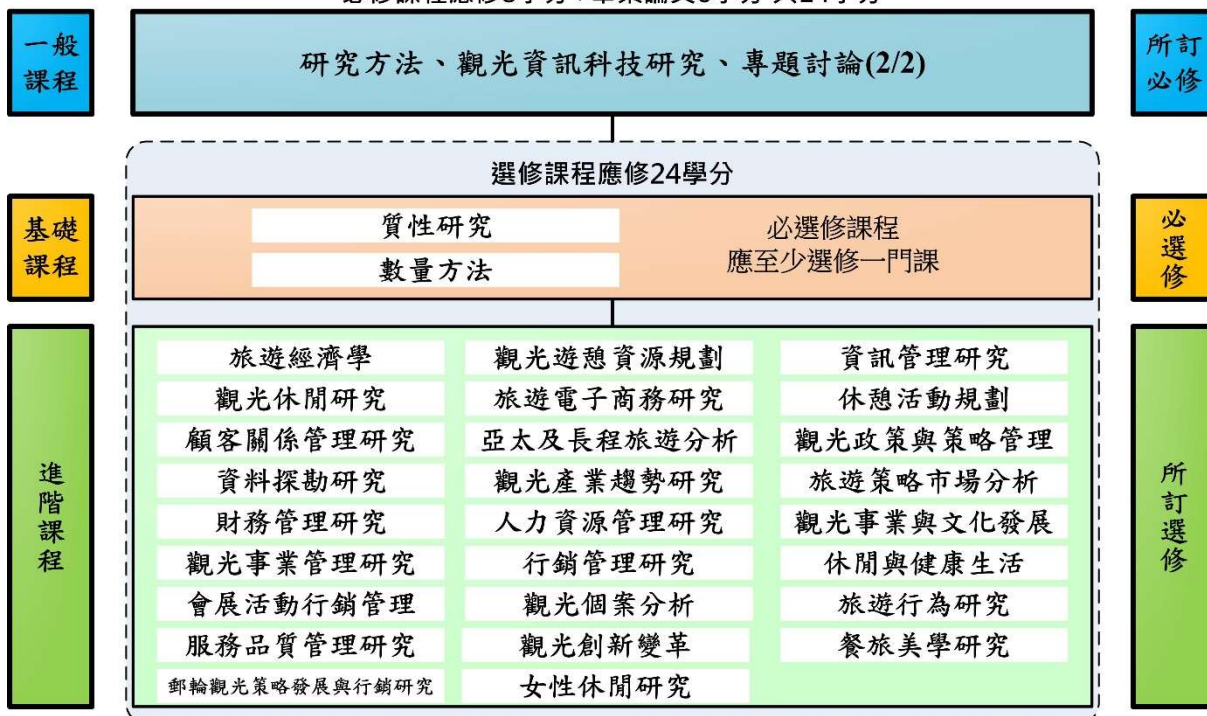 一般
課程
研究方法、觀光資訊科技研究、專題討論(2/2)
所訂
必修
選修課程應修24學分
基礎
課程
質性研究
數量方法
必選修課程
應至少選修一門課
必
選
修
進
階
課
程
旅遊經濟學
觀光遊憩資源規劃
資訊管理研究
觀光休閒研究
旅遊電子商務研究
休憩活動規劃
顧客關係管理研究
亞太及長程旅遊分析
觀光政策與策略管理
資料探勘研究
觀光產業趨勢研究
旅遊策略市場分析
財務管理研究
人力資源管理研究
觀光事業與文化發展
觀光事業管理研究
行銷管理研究
休閒與健康生活
會展活動行銷管理
觀光個案分析
旅遊行為研究
服務品質管理研究
觀光創新變革
餐旅美學研究
郵輪觀光策略發展與行銷研究
女性休閒研究
所
訂
選
修